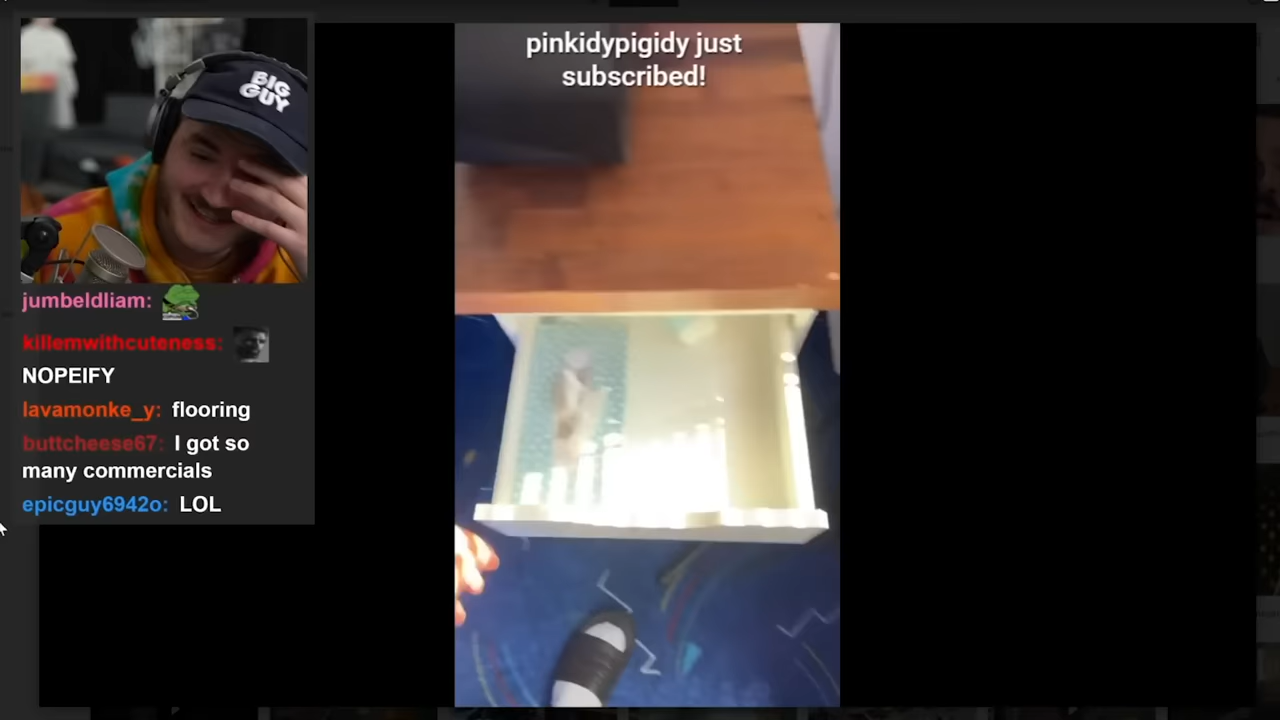 pinkidypigidy just
subscribed!
BIG
GUY
jumbeldliam:
killemwithcuteness:
NOPEIFY
lavamonke_y: flooring
buttcheese67: I got so
many commercials
epicguy6942o: LOL